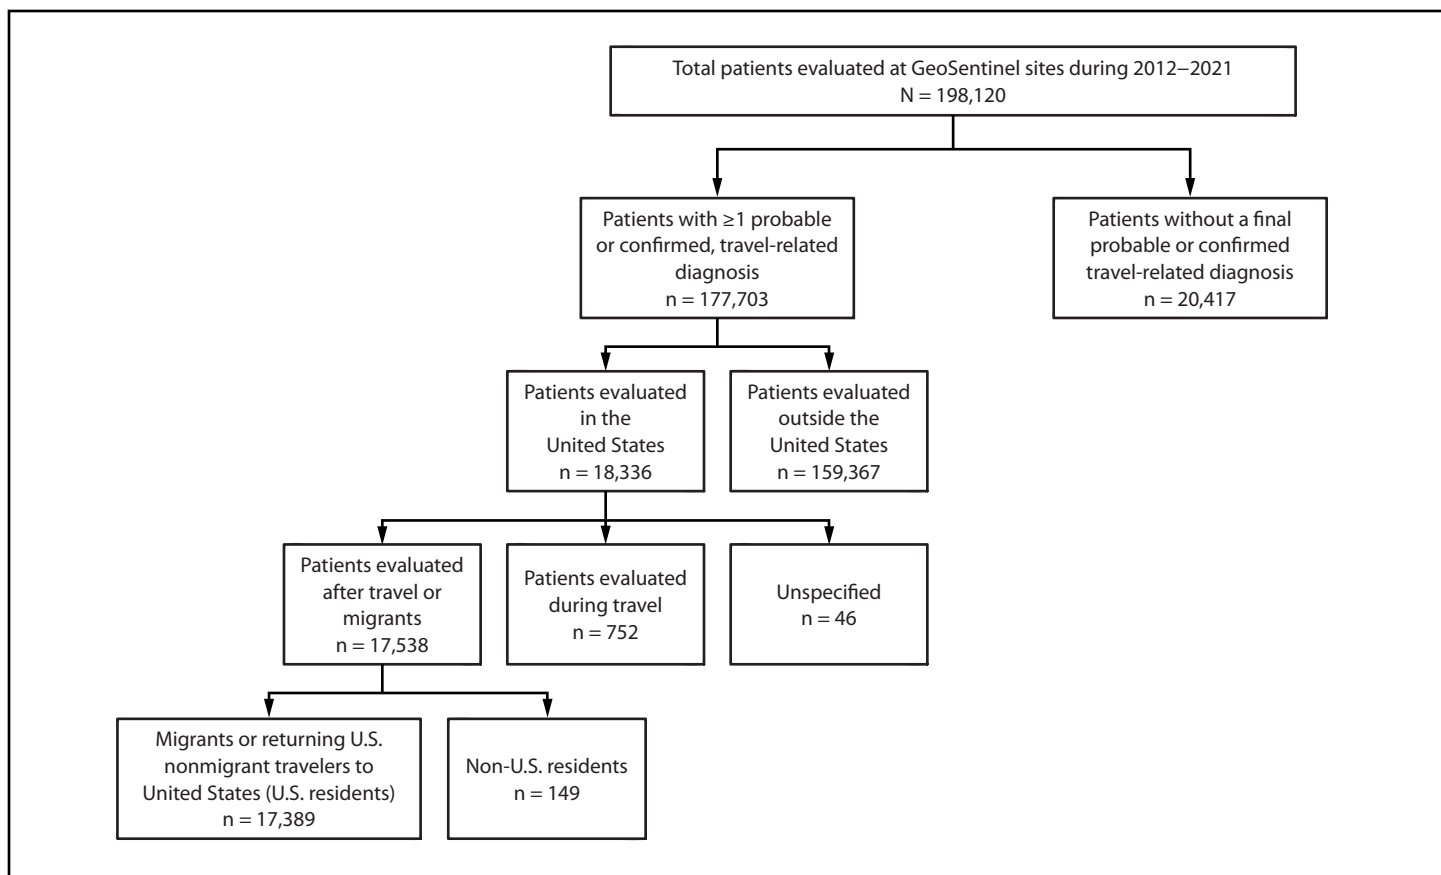 Total patients evaluated at GeoSentinel sites during 2012–2021
N = 198,120
Patients with ≥1 probable
or confirmed, travel-related
diagnosis
n = 177,703
Patients without a final
probable or confirmed
travel-related diagnosis
n = 20,417
Patients evaluated
in the
United States
n = 18,336
Patients evaluated
outside the
United States
n = 159,367
Patients evaluated
after travel or
migrants
n = 17,538
Patients evaluated
during travel
n = 752
Unspecified
n = 46
Migrants or returning U.S.
nonmigrant travelers to
United States (U.S. residents)
n = 17,389
Non-U.S. residents
n = 149